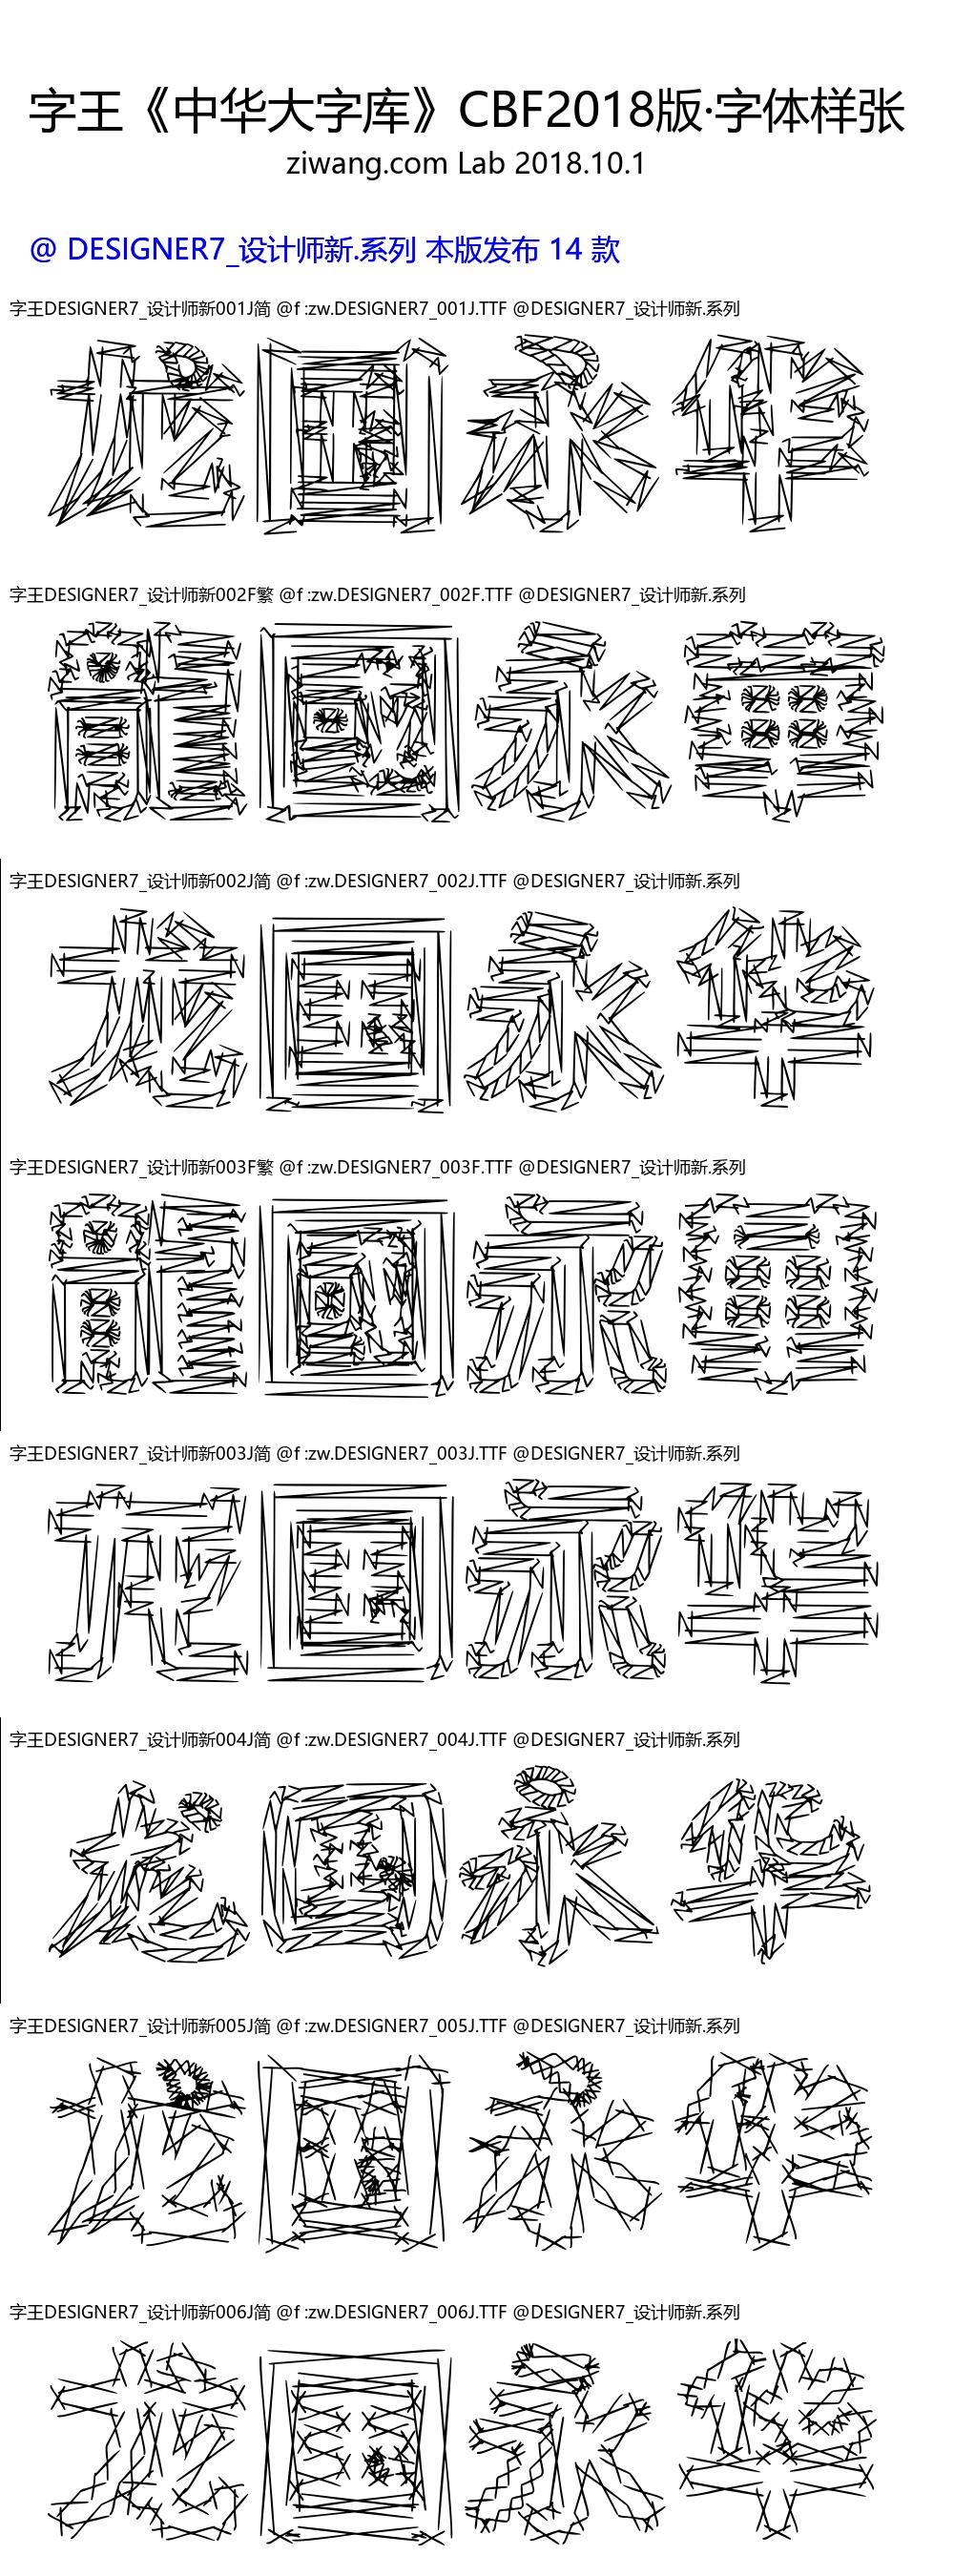 字王《中华大字库》CBF2018版·字体样张
ziwang.com Lab 2018.10.1
@ DESIGNER7_设计师新.系列 本版发布 14 款
字王DESIGNER7_设计师新001J简 @f :zw.DESIGNER7_001J.TTF @DESIGNER7_设计师新.系列
龙国永华
字王DESIGNER7_设计师新002F繁 @f :zw.DESIGNER7_002F.TTF @DESIGNER7_设计师新.系列
龍國永華
字王DESIGNER7_设计师新002J简 @f :zw.DESIGNER7_002J.TTF @DESIGNER7_设计师新.系列
龙国永华
字王DESIGNER7_设计师新003F繁 @f :zw.DESIGNER7_003F.TTF @DESIGNER7_设计师新.系列
龍國永華
字王DESIGNER7_设计师新003J简 @f :zw.DESIGNER7_003J.TTF @DESIGNER7_设计师新.系列
龙国永华
字王DESIGNER7_设计师新004J简 @f :zw.DESIGNER7_004J.TTF @DESIGNER7_设计师新.系列
龙国永华
字王DESIGNER7_设计师新005J简 @f :zw.DESIGNER7_005J.TTF @DESIGNER7_设计师新.系列
龙国永华
字王DESIGNER7_设计师新006J简 @f :zw.DESIGNER7_006J.TTF @DESIGNER7_设计师新.系列
龙国永华